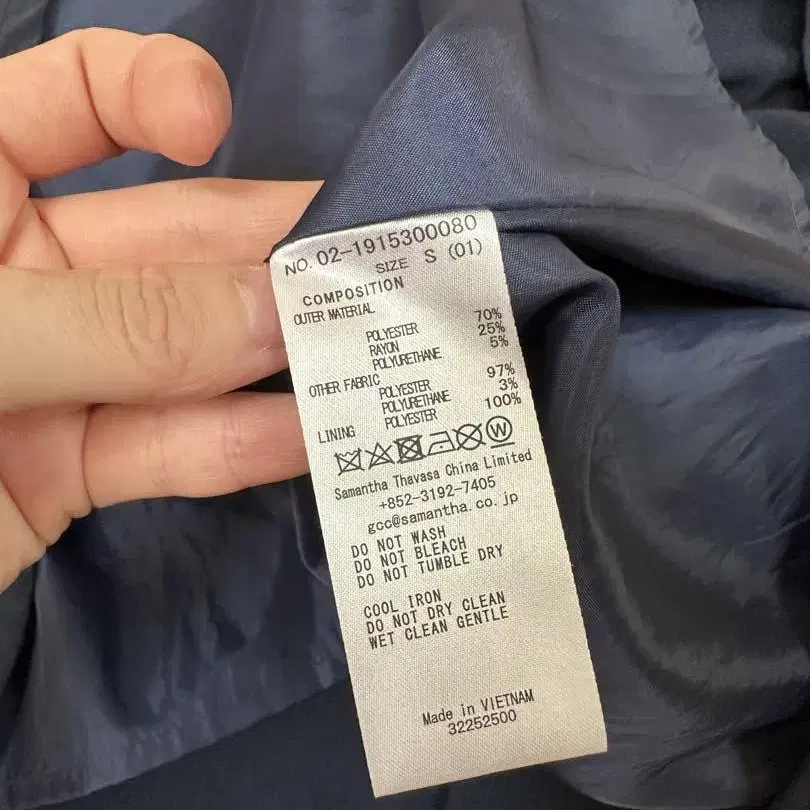 NO. 02-1915300080
SIZE S (01)
COMPOSITION
OUTER MATERIAL
POLYESTER 70%
RAYON 25%
POLYURETHANE 5%
OTHER FABRIC
POLYESTER 97%
POLYURETHANE 3%
LINING POLYESTER 100%
W
Samantha Thavasa China Limited
+852-3192-7405
gcc@samantha.co.jp
DO NOT WASH
DO NOT BLEACH
DO NOT TUMBLE DRY
COOL IRON
DO NOT DRY CLEAN
WET CLEAN GENTLE
Made in VIETNAM
32252500